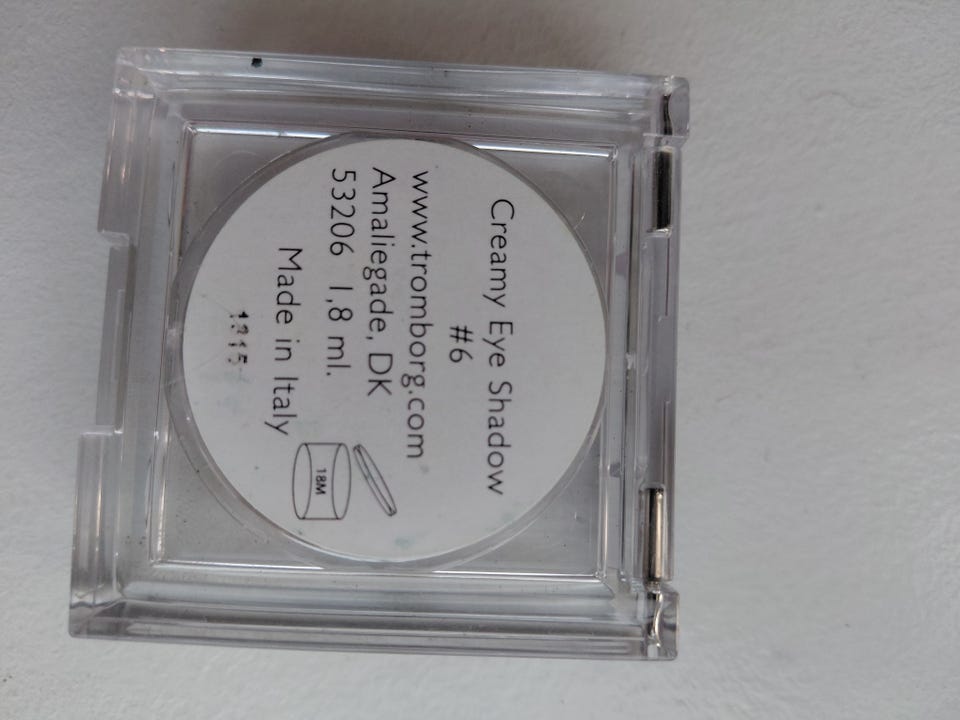 Creamy Eye Shadow
#6
www.tromborg.com
Amaliegade, DK
53206 1,8 ml.
Made in Italy
18M